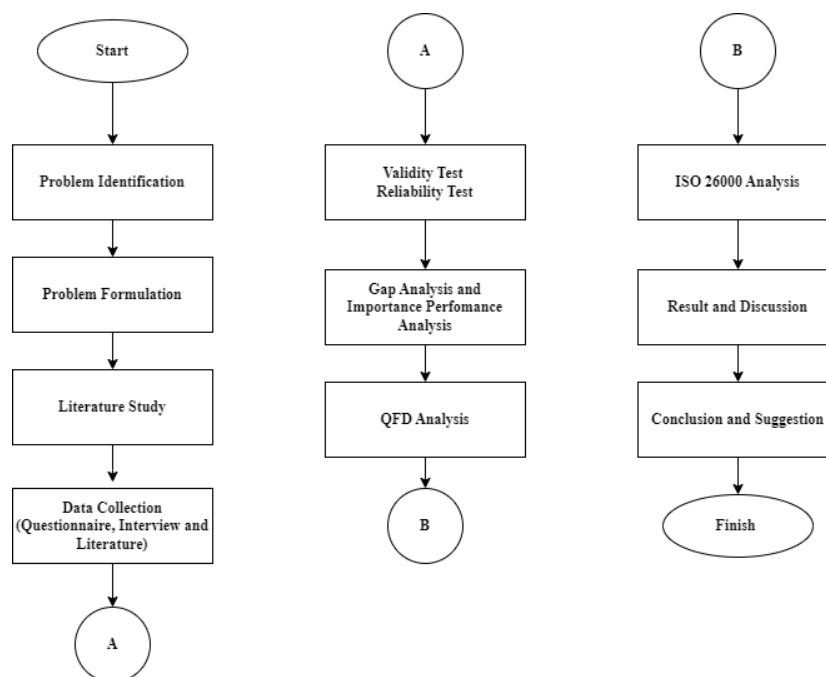 Start
Problem Identification
Problem Formulation
Literature Study
Data Collection
(Questionnaire, Interview and
Literature)
A
A
Validity Test
Reliability Test
Gap Analysis and
Importance Perfomance
Analysis
QFD Analysis
B
B
ISO 26000 Analysis
Result and Discussion
Conclusion and Suggestion
Finish